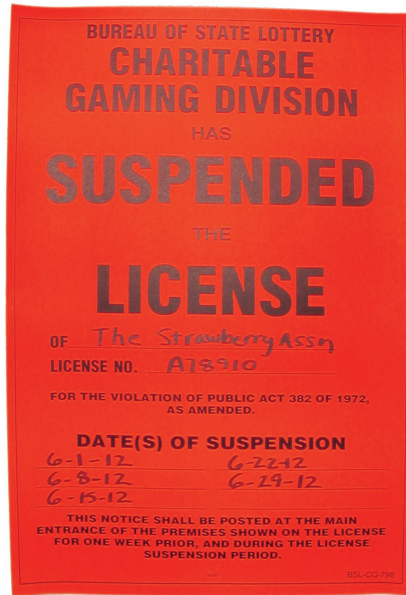 BUREAU OF STATE LOTTERY
CHARITABLE
GAMING DIVISION
HAS
SUSPENDED
THE
LICENSE
OF The Strawberry Assn
LICENSE NO. A78910
FOR THE VIOLATION OF PUBLIC ACT 382 OF 1972,
AS AMENDED.
DATE(S) OF SUSPENSION
6-1-12 6-22-12
6-8-12 6-29-12
6-15-12
THIS NOTICE SHALL BE POSTED AT THE MAIN
ENTRANCE OF THE PREMISES SHOWN ON THE LICENSE
FOR ONE WEEK PRIOR, AND DURING THE LICENSE
SUSPENSION PERIOD.
BSL-CG-798